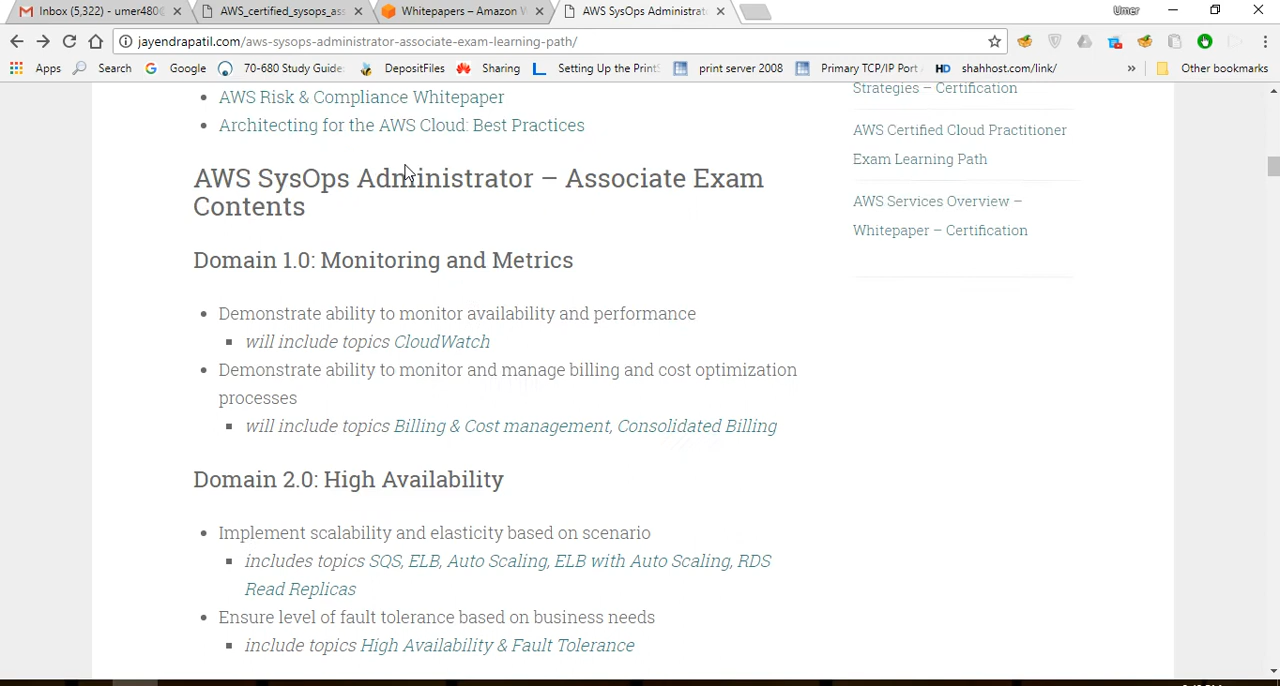 Inbox (5,322) - umer480
AWS_certified_sysops_ass
Whitepapers – Amazon W
AWS SysOps Administrat
Umer
jayendrapatil.com/aws-sysops-administrator-associate-exam-learning-path/
Apps
Search
Google
70-680 Study Guide
DepositFiles
Sharing
Setting Up the Print
print server 2008
Primary TCP/IP Port
HD shahhost.com/link/
»
Other bookmarks
AWS Risk & Compliance Whitepaper
Architecting for the AWS Cloud: Best Practices
AWS SysOps Administrator – Associate Exam
Contents
Domain 1.0: Monitoring and Metrics
Demonstrate ability to monitor availability and performance
will include topics CloudWatch
Demonstrate ability to monitor and manage billing and cost optimization
processes
will include topics Billing & Cost management, Consolidated Billing
Domain 2.0: High Availability
Implement scalability and elasticity based on scenario
includes topics SQS, ELB, Auto Scaling, ELB with Auto Scaling, RDS
Read Replicas
Ensure level of fault tolerance based on business needs
include topics High Availability & Fault Tolerance
Strategies – Certification
AWS Certified Cloud Practitioner
Exam Learning Path
AWS Services Overview –
Whitepaper – Certification